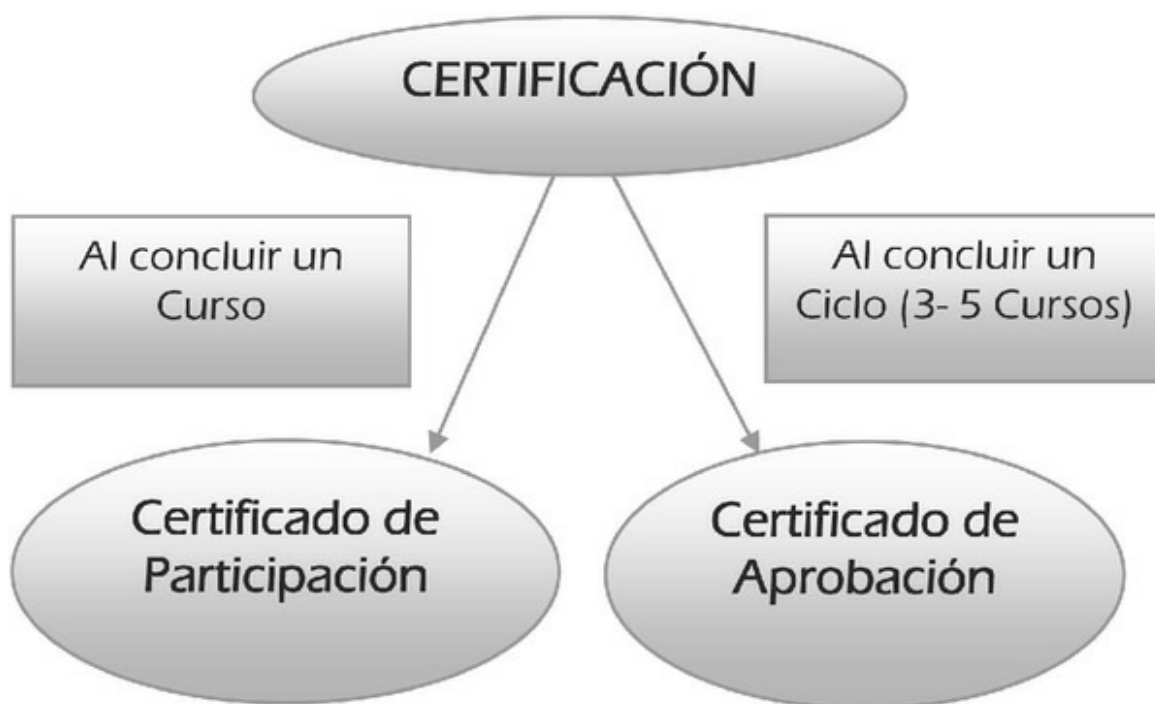 CERTIFICACIÓN
Al concluir un
Curso
Al concluir un
Ciclo (3- 5 Cursos)
Certificado de
Participación
Certificado de
Aprobación